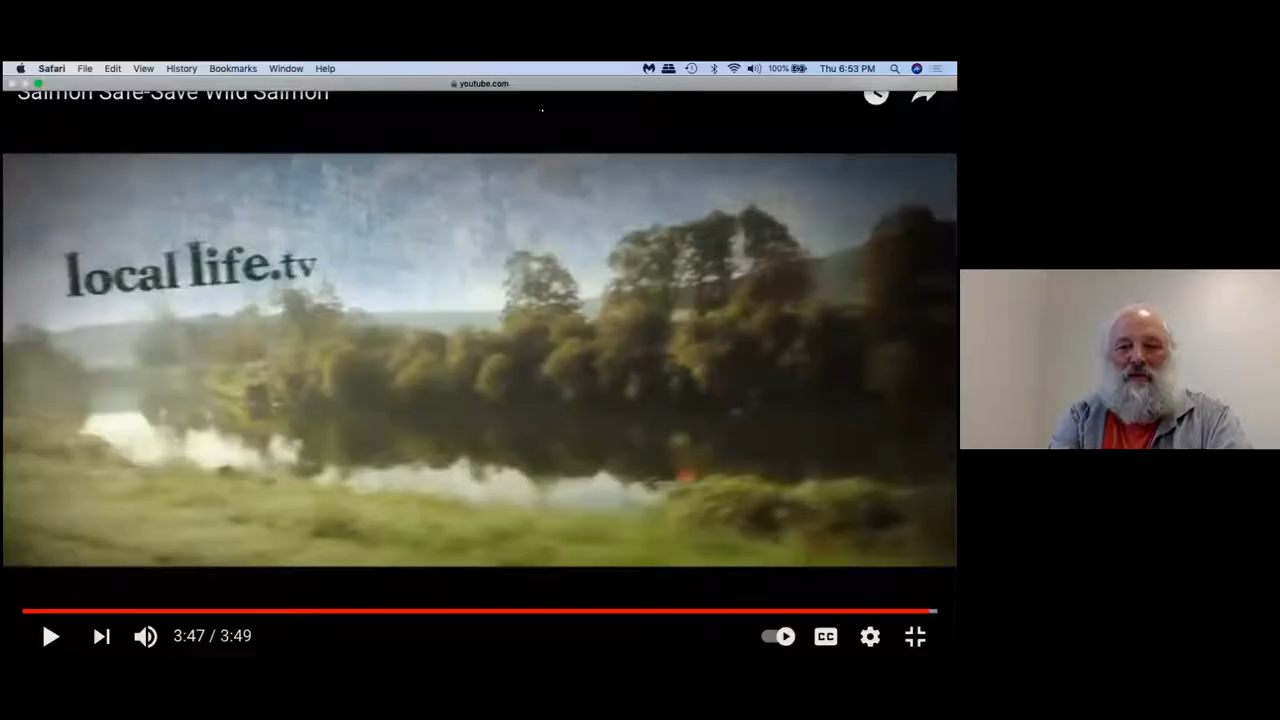 Safari File Edit View History Bookmarks Window Help 100% Thu 6:53 PM
youtube.com
Salmon Safe-Save Wild Salmon
local life.tv
3:47 / 3:49
CC